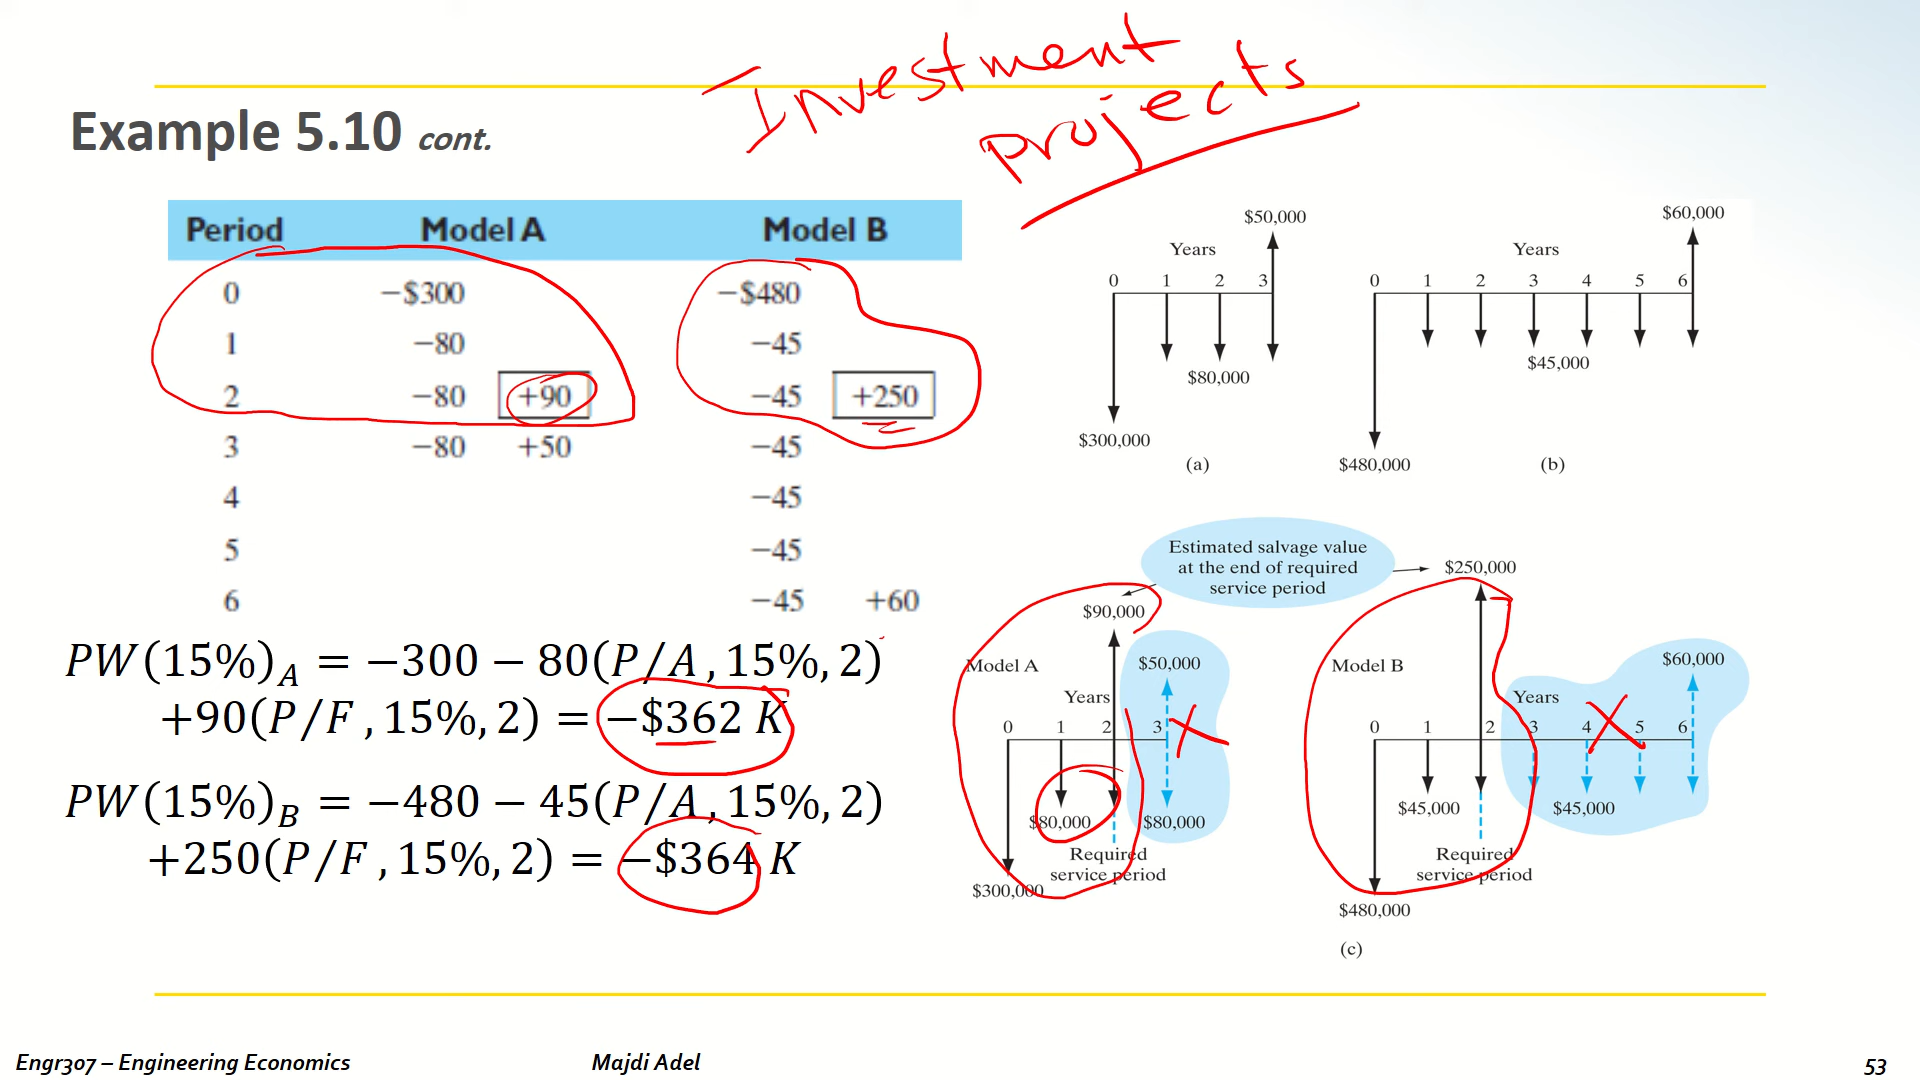 Investment
projects
Example 5.10 cont.
Period Model A Model B
0 −$300 −$480
1 −80 −45
2 −80 +90 −45 +250
3 −80 +50 −45
4 −45
5 −45
6 −45 +60
PW(15%)A = −300 − 80(P/A, 15%, 2)
+90(P/F, 15%, 2) = −$362 K
PW(15%)B = −480 − 45(P/A, 15%, 2)
+250(P/F, 15%, 2) = −$364 K
$50,000
Years
0 1 2 3
$80,000
$300,000
(a)
$60,000
Years
0 1 2 3 4 5 6
$45,000
$480,000
(b)
Estimated salvage value
at the end of required
service period
$90,000
Model A
$50,000
Years
0 1 2 3
$80,000 $80,000
Required
service period
$300,000
$250,000
Model B
$60,000
Years
0 1 2 3 4 5 6
$45,000 $45,000
Required
service period
$480,000
(c)
Engr307 – Engineering Economics Majdi Adel 53